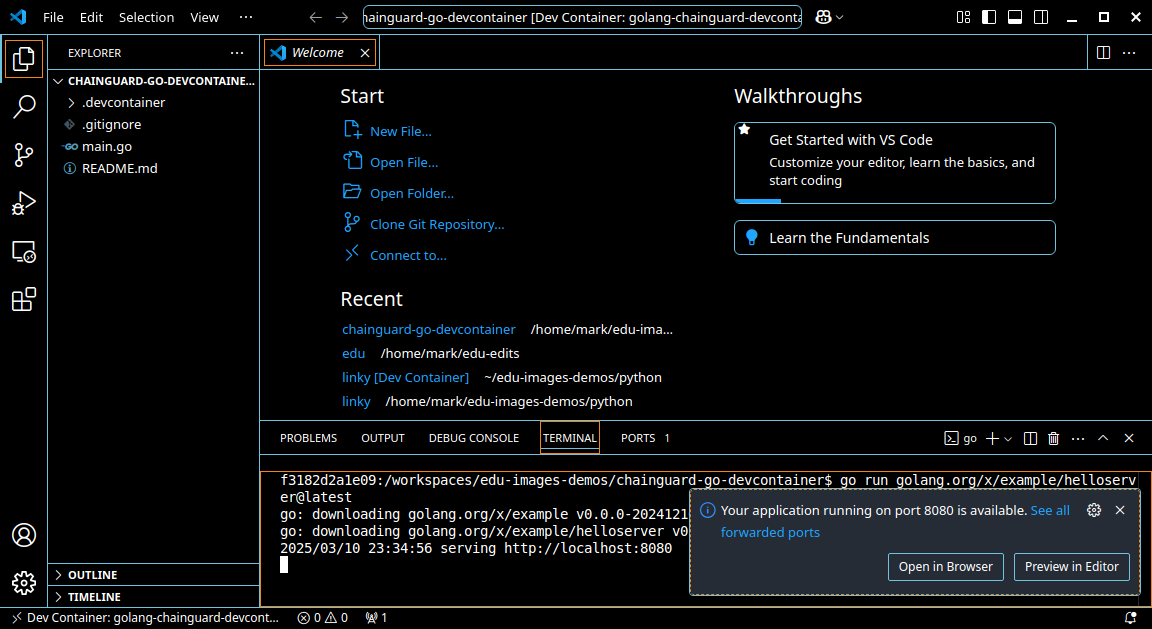 File Edit Selection View ···
hainguard-go-devcontainer [Dev Container: golang-chainguard-devconta
EXPLORER
Welcome
CHAINGUARD-GO-DEVCONTAINE...
.devcontainer
.gitignore
main.go
README.md
OUTLINE
TIMELINE
Start
New File...
Open File...
Open Folder...
Clone Git Repository...
Connect to...
Recent
chainguard-go-devcontainer /home/mark/edu-ima...
edu /home/mark/edu-edits
linky [Dev Container] ~/edu-images-demos/python
linky /home/mark/edu-images-demos/python
Walkthroughs
Get Started with VS Code
Customize your editor, learn the basics, and
start coding
Learn the Fundamentals
PROBLEMS OUTPUT DEBUG CONSOLE TERMINAL PORTS 1
go
f3182d2a1e09:/workspaces/edu-images-demos/chainguard-go-devcontainer$ go run golang.org/x/example/helloserv
er@latest
go: downloading golang.org/x/example v0.0.0-2024121
go: downloading golang.org/x/example/helloserver v0
2025/03/10 23:34:56 serving http://localhost:8080
Your application running on port 8080 is available. See all
forwarded ports
Open in Browser Preview in Editor
Dev Container: golang-chainguard-devcont... 0 0 1